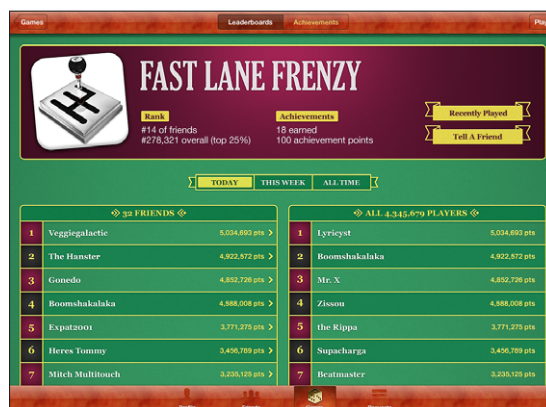 Games
Leaderboards
Achievements
Play
FAST LANE FRENZY
Rank
#14 of friends
#278,321 overall (top 25%)
Achievements
18 earned
100 achievement points
Recently Played
Tell A Friend
TODAY
THIS WEEK
ALL TIME
32 FRIENDS
1 Veggiegalactic 5,034,693 pts
2 The Hanster 4,922,572 pts
3 Gonedo 4,852,726 pts
4 Boomshakalaka 4,588,008 pts
5 Expat2001 3,771,275 pts
6 Heres Tommy 3,456,789 pts
7 Mitch Multitouch 3,235,125 pts
ALL 4,345,679 PLAYERS
1 Lyricyst 5,034,693 pts
2 Boomshakalaka 4,922,572 pts
3 Mr. X 4,852,726 pts
4 Zissou 4,588,008 pts
5 the Rippa 3,771,275 pts
6 Supacharga 3,456,789 pts
7 Beatmaster 3,235,125 pts